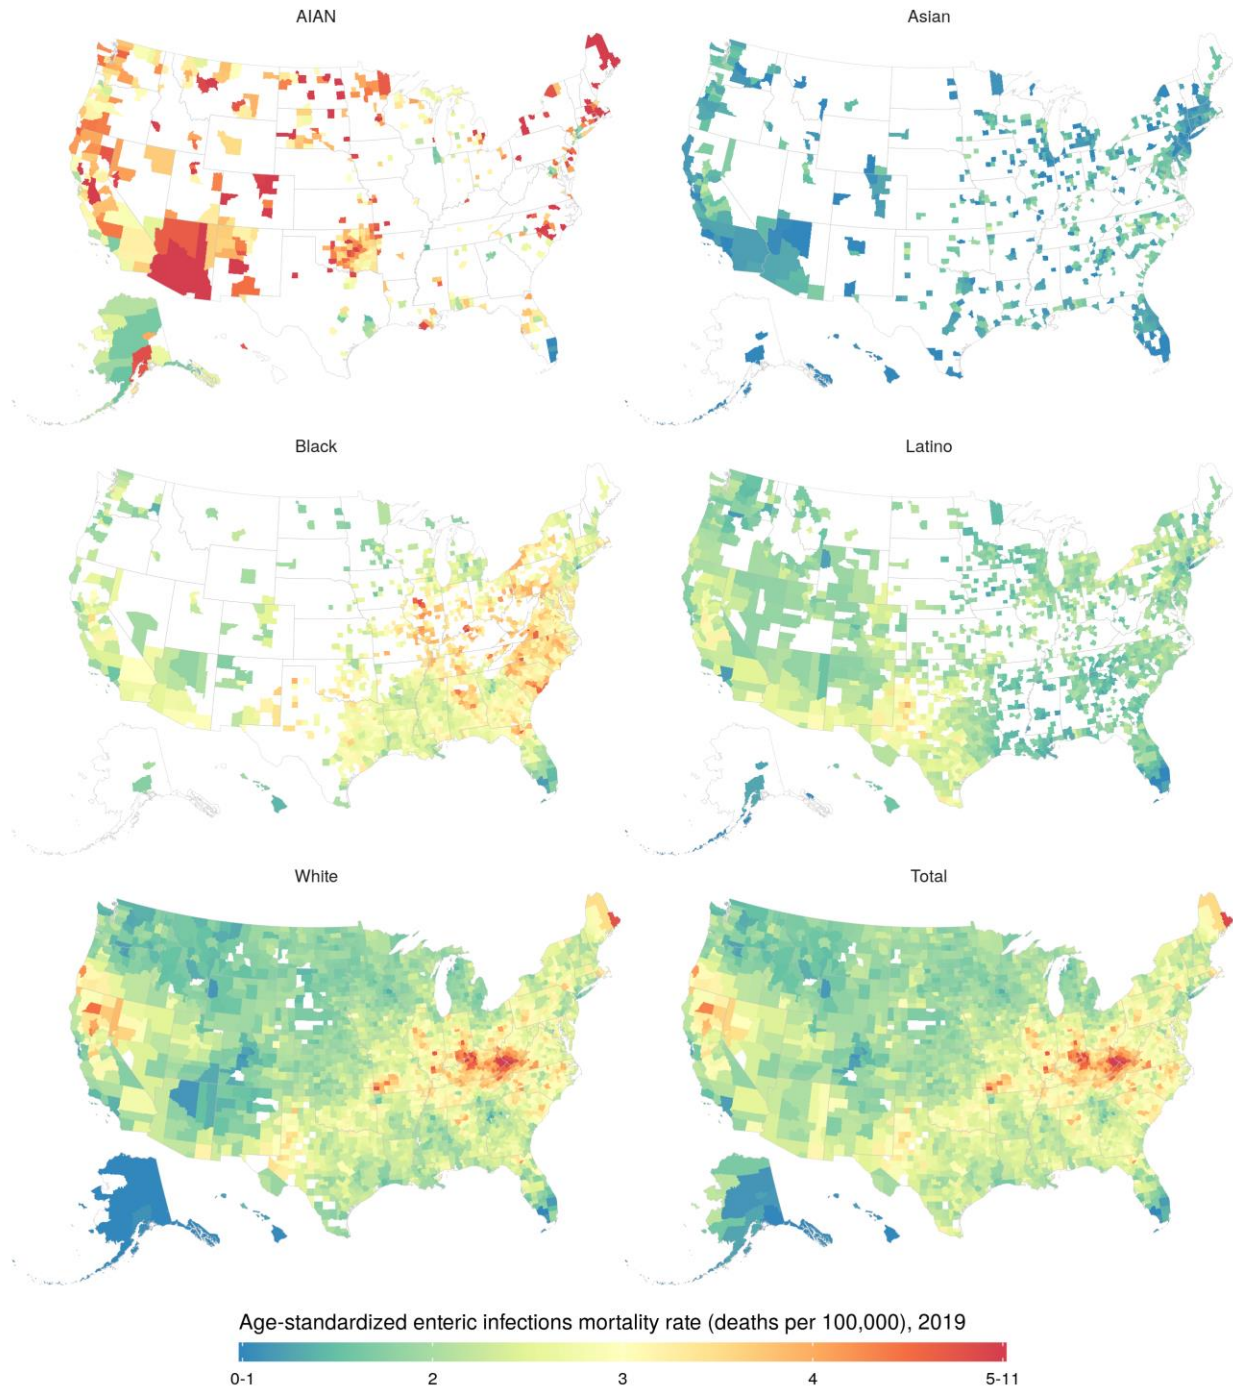 AIAN
Asian
Black
Latino
White
Total
Age-standardized enteric infections mortality rate (deaths per 100,000), 2019
0-1 2 3 4 5-11